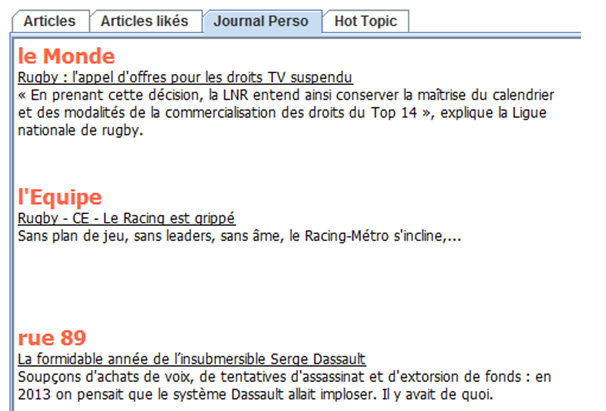 Articles Articles likés Journal Perso Hot Topic
le Monde
Rugby : l'appel d'offres pour les droits TV suspendu
« En prenant cette décision, la LNR entend ainsi conserver la maîtrise du calendrier
et des modalités de la commercialisation des droits du Top 14 », explique la Ligue
nationale de rugby.
l'Equipe
Rugby - CE - Le Racing est grippé
Sans plan de jeu, sans leaders, sans âme, le Racing-Métro s'incline,...
rue 89
La formidable année de l’insubmersible Serge Dassault
Soupçons d'achats de voix, de tentatives d'assassinat et d'extorsion de fonds : en
2013 on pensait que le système Dassault allait imploser. Il y avait de quoi.